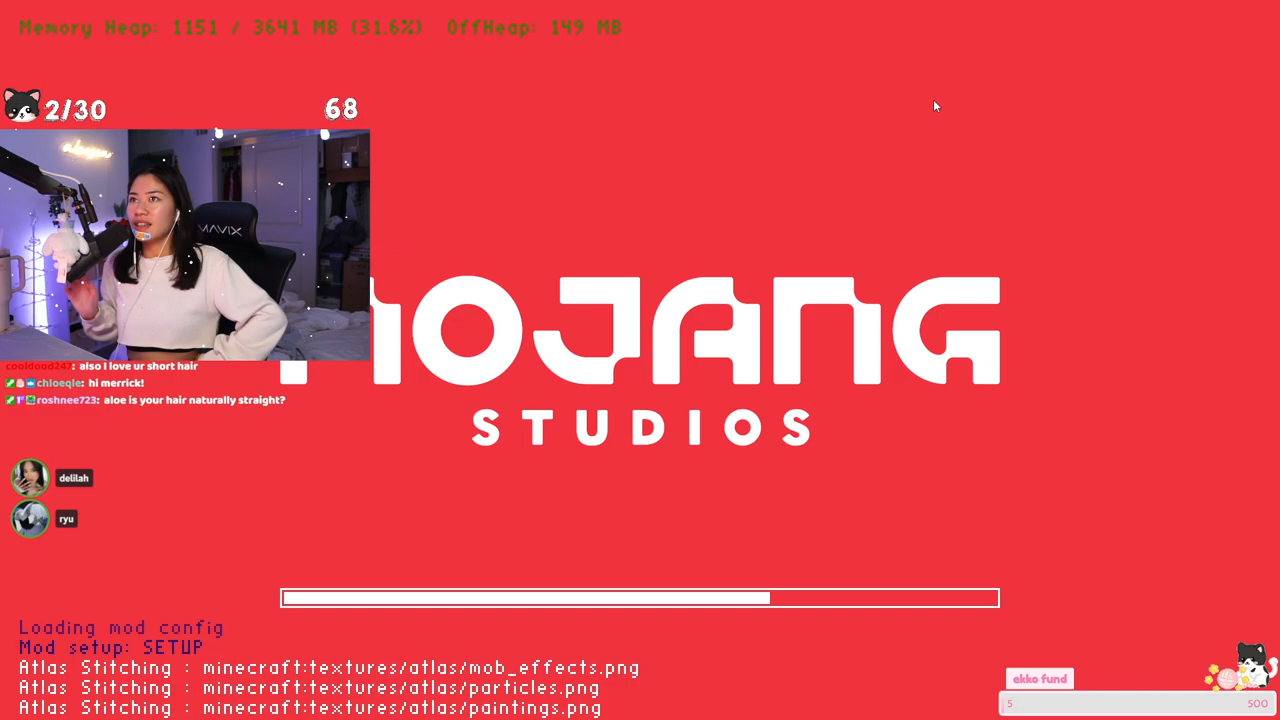 Memory Heap: 1151 / 3641 MB (31.6%)  OffHeap: 149 MB
2/30
68
MAVIX
cooldood247: also I love ur short hair
chloeqle: hi merrick!
roshnee723: aloe is your hair naturally straight?
OJANG
STUDIOS
delilah
ryu
Loading mod config
Mod setup: SETUP
Atlas Stitching : minecraft:textures/atlas/mob_effects.png
Atlas Stitching : minecraft:textures/atlas/particles.png
Atlas Stitching : minecraft:textures/atlas/paintings.png
ekko fund
5
500